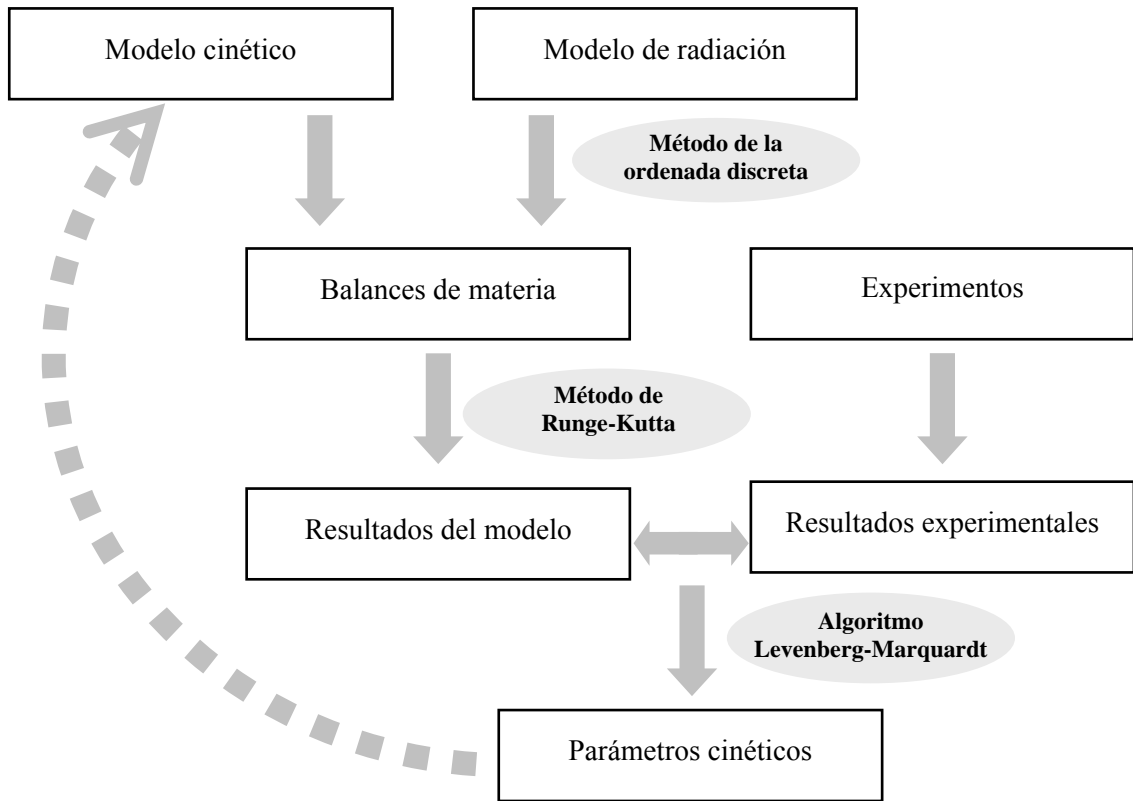 Modelo cinético
Modelo de radiación
Método de la
ordenada discreta
Balances de materia
Experimentos
Método de
Runge-Kutta
Resultados del modelo
Resultados experimentales
Algoritmo
Levenberg-Marquardt
Parámetros cinéticos